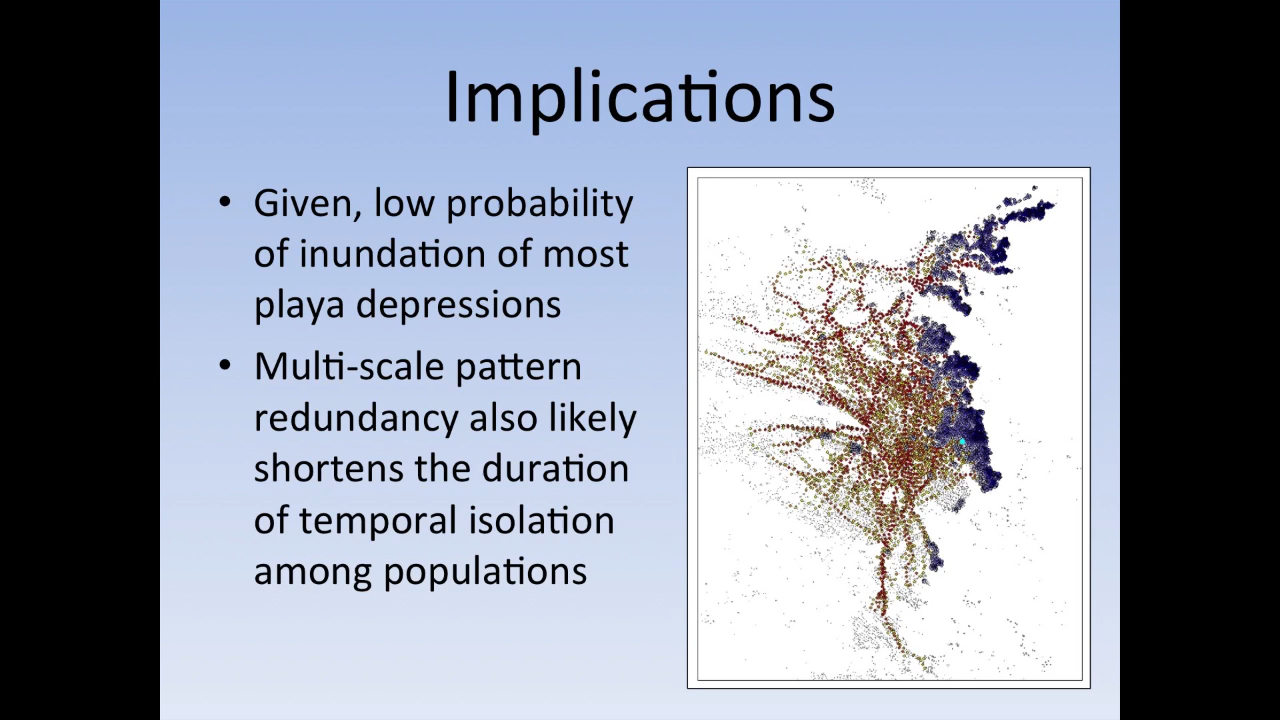 Implications
• Given, low probability
of inundation of most
playa depressions
• Multi-scale pattern
redundancy also likely
shortens the duration
of temporal isolation
among populations